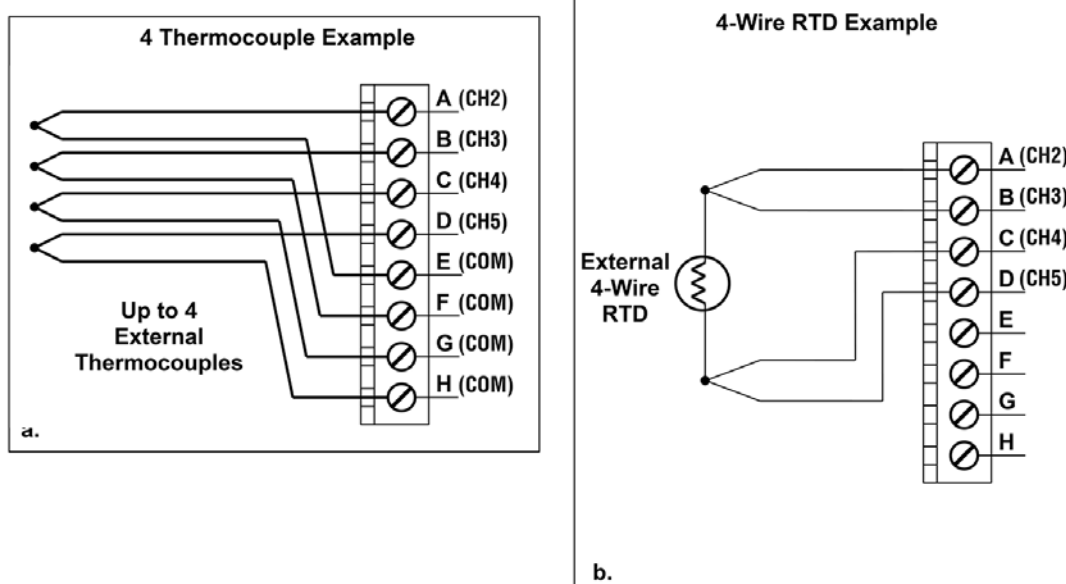 4 Thermocouple Example
A (CH2)
B (CH3)
C (CH4)
D (CH5)
E (COM)
F (COM)
G (COM)
H (COM)
Up to 4
External
Thermocouples
a.
4-Wire RTD Example
A (CH2)
B (CH3)
C (CH4)
D (CH5)
E
F
G
H
External
4-Wire
RTD
b.